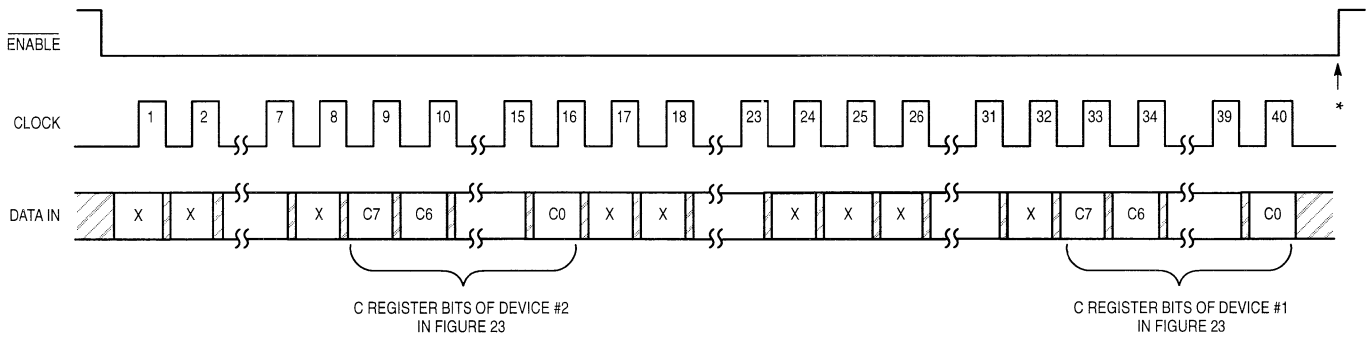 ENABLE
*
CLOCK 1 2 7 8 9 10 15 16 17 18 23 24 25 26 31 32 33 34 39 40
DATA IN X X X C7 C6 C0 X X X X X X C7 C6 C0
C REGISTER BITS OF DEVICE #2
IN FIGURE 23
C REGISTER BITS OF DEVICE #1
IN FIGURE 23